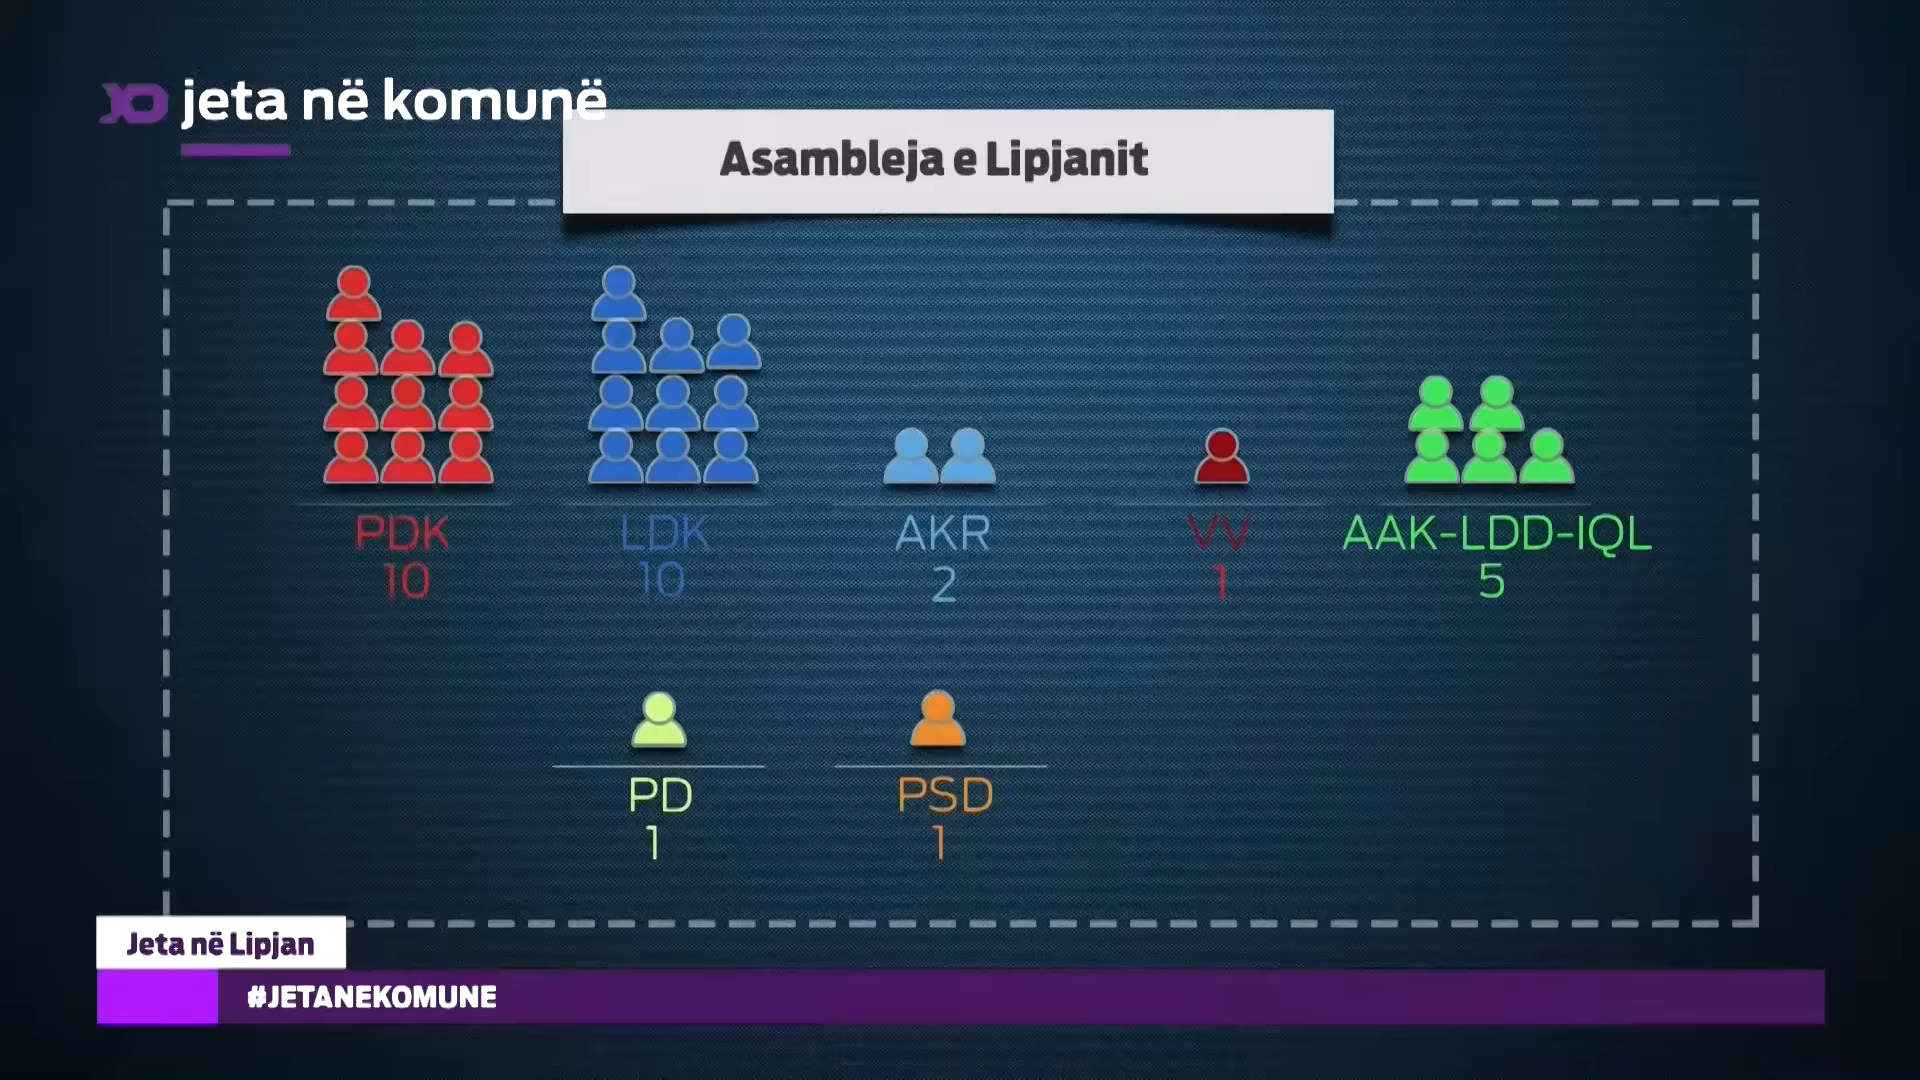 jeta në komunë
Asambleja e Lipjanit
PDK
10
LDK
10
AKR
2
VV
1
AAK-LDD-IQL
5
PD
1
PSD
1
Jeta në Lipjan
#JETANEKOMUNE